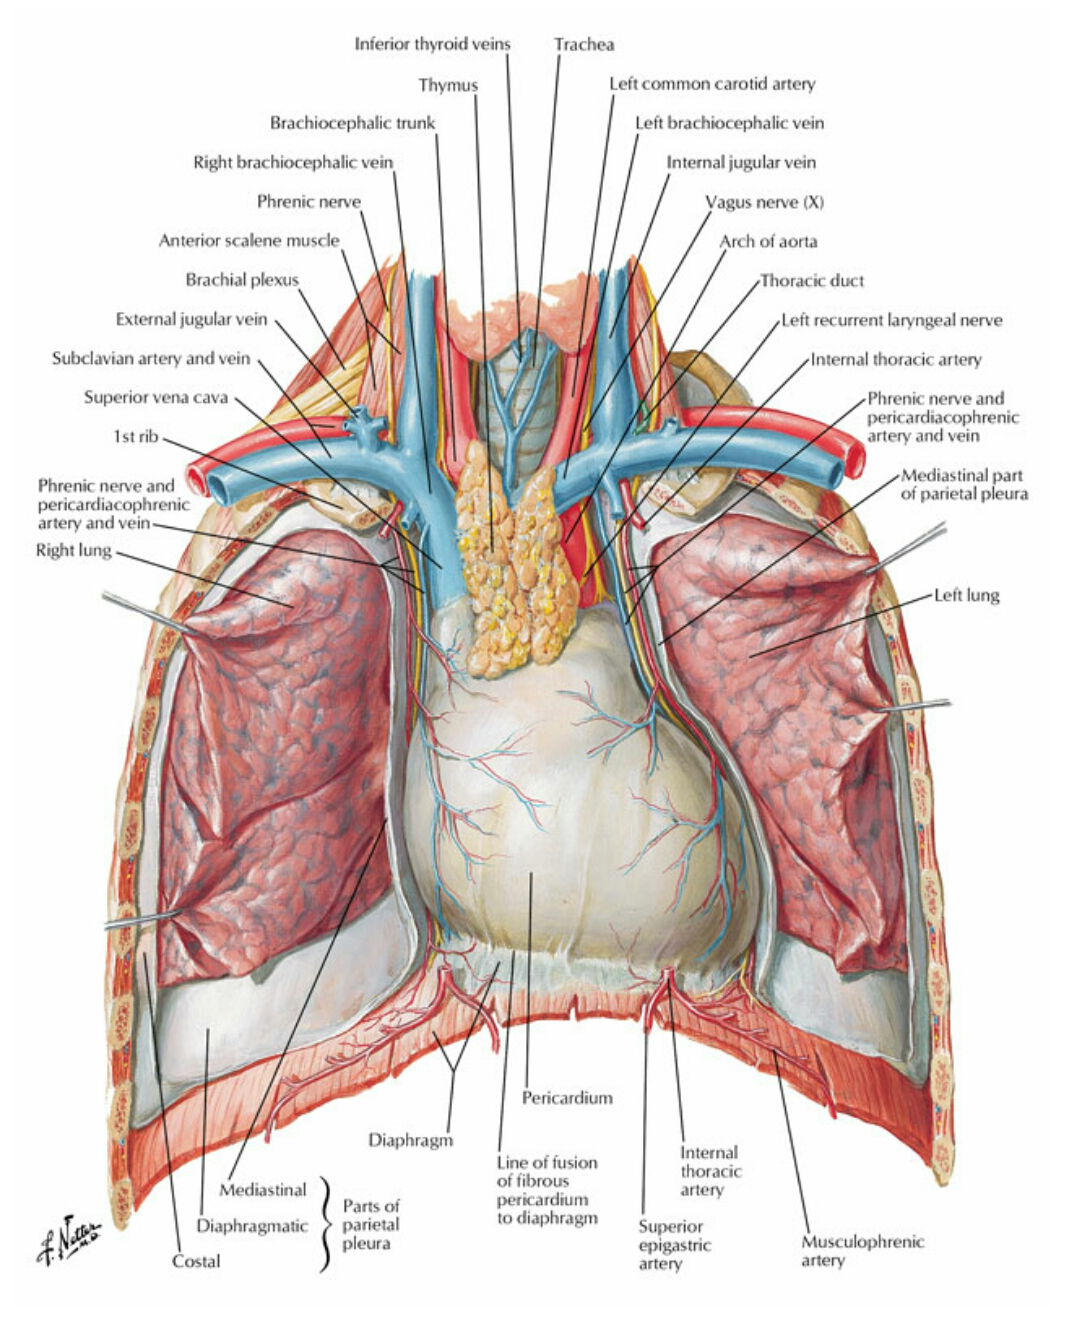 Inferior thyroid veins
Trachea
Thymus
Left common carotid artery
Brachiocephalic trunk
Left brachiocephalic vein
Right brachiocephalic vein
Internal jugular vein
Phrenic nerve
Vagus nerve (X)
Anterior scalene muscle
Arch of aorta
Brachial plexus
Thoracic duct
External jugular vein
Left recurrent laryngeal nerve
Subclavian artery and vein
Internal thoracic artery
Superior vena cava
Phrenic nerve and
pericardiacophrenic
artery and vein
1st rib
Mediastinal part
of parietal pleura
Phrenic nerve and
pericardiacophrenic
artery and vein
Right lung
Left lung
Pericardium
Diaphragm
Line of fusion
of fibrous
pericardium
to diaphragm
Internal
thoracic
artery
Mediastinal
Diaphragmatic
Costal
Parts of
parietal
pleura
Superior
epigastric
artery
Musculophrenic
artery
F. Netter
M.D.